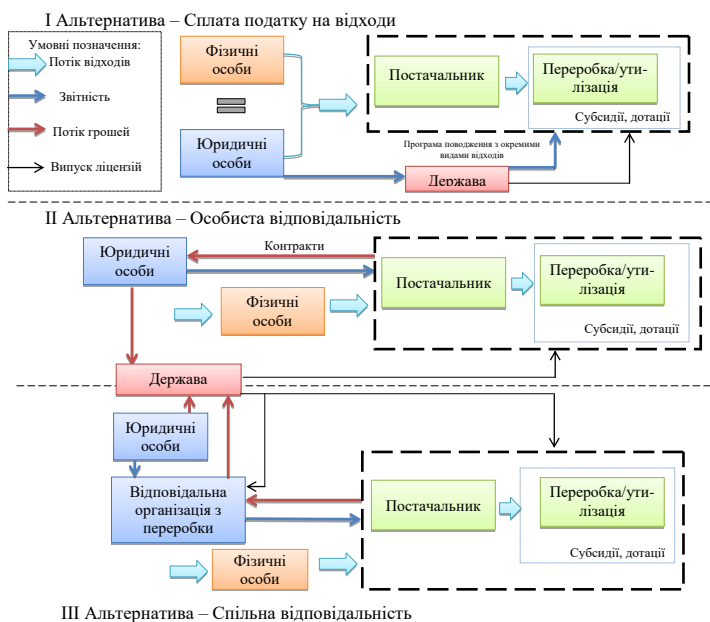 І Альтернатива – Сплата податку на відходи
Умовні позначення:
Потік відходів
Звітність
Потік грошей
Випуск ліцензій
Фізичні
особи
Юридичні
особи
Постачальник
Переробка/ути-
лізація
Субсидії, дотації
Програма поводження з окремими
видами відходів
Держава
ІІ Альтернатива – Особиста відповідальність
Юридичні
особи
Контракти
Фізичні
особи
Постачальник
Переробка/ути-
лізація
Субсидії, дотації
Держава
Юридичні
особи
Відповідальна
організація з
переробки
Фізичні
особи
Постачальник
Переробка/ути-
лізація
Субсидії, дотації
ІІІ Альтернатива – Спільна відповідальність